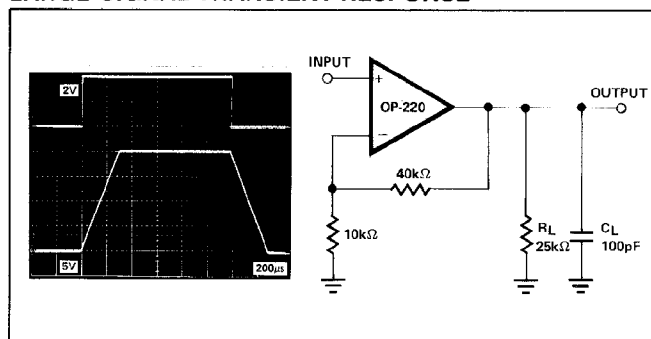 LARGE-SIGNAL TRANSIENT RESPONSE
2V
5V
200μs
INPUT
+
OP-220
−
OUTPUT
40kΩ
10kΩ
RL
25kΩ
CL
100pF